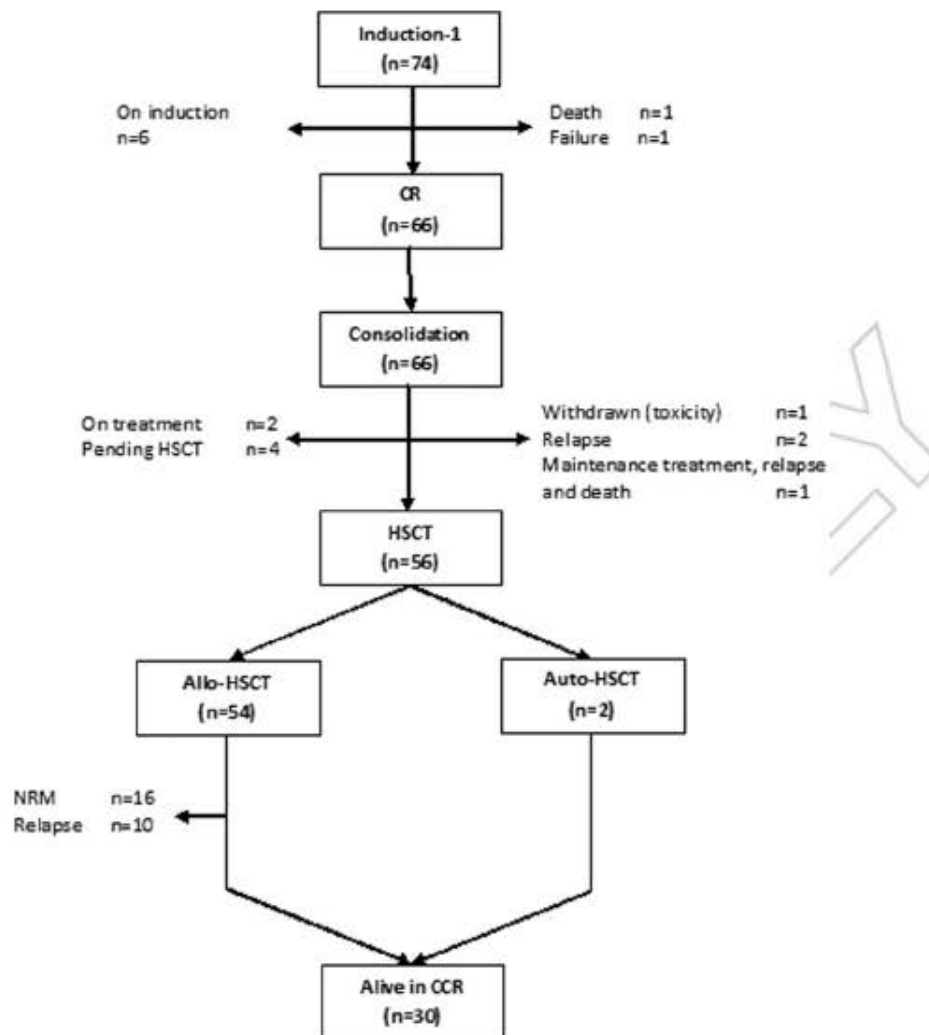 Induction-1
(n=74)
On induction
n=6
Death n=1
Failure n=1
CR
(n=66)
Consolidation
(n=66)
On treatment n=2
Pending HSCT n=4
Withdrawn (toxicity) n=1
Relapse n=2
Maintenance treatment, relapse
and death n=1
HSCT
(n=56)
Allo-HSCT
(n=54)
Auto-HSCT
(n=2)
NRM n=16
Relapse n=10
Alive in CCR
(n=30)